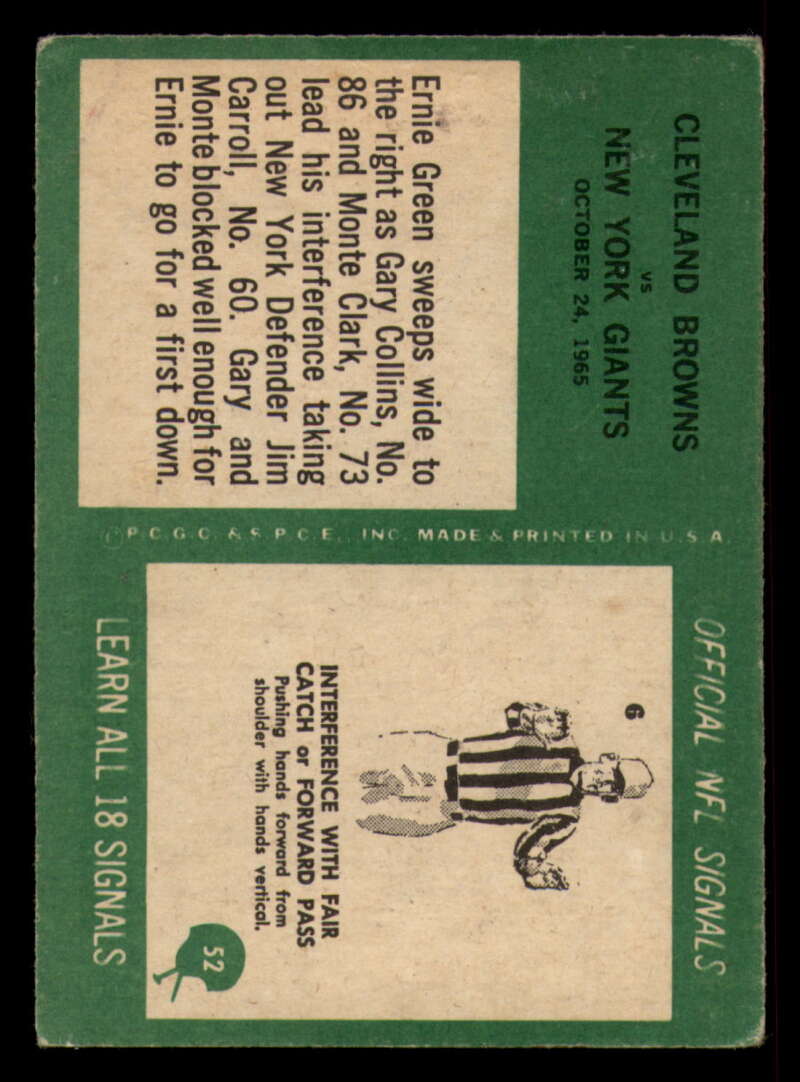 CLEVELAND BROWNS
vs
NEW YORK GIANTS
OCTOBER 24, 1965
Ernie Green sweeps wide to
the right as Gary Collins, No.
86 and Monte Clark, No. 73
lead his interference taking
out New York Defender Jim
Carroll, No. 60. Gary and
Monte blocked well enough for
Ernie to go for a first down.
© P.C.G.C. & S.P.C.E., INC. MADE & PRINTED IN U.S.A.
OFFICIAL NFL SIGNALS
6
INTERFERENCE WITH FAIR
CATCH or FORWARD PASS
Pushing hands forward from
shoulder with hands vertical.
52
LEARN ALL 18 SIGNALS